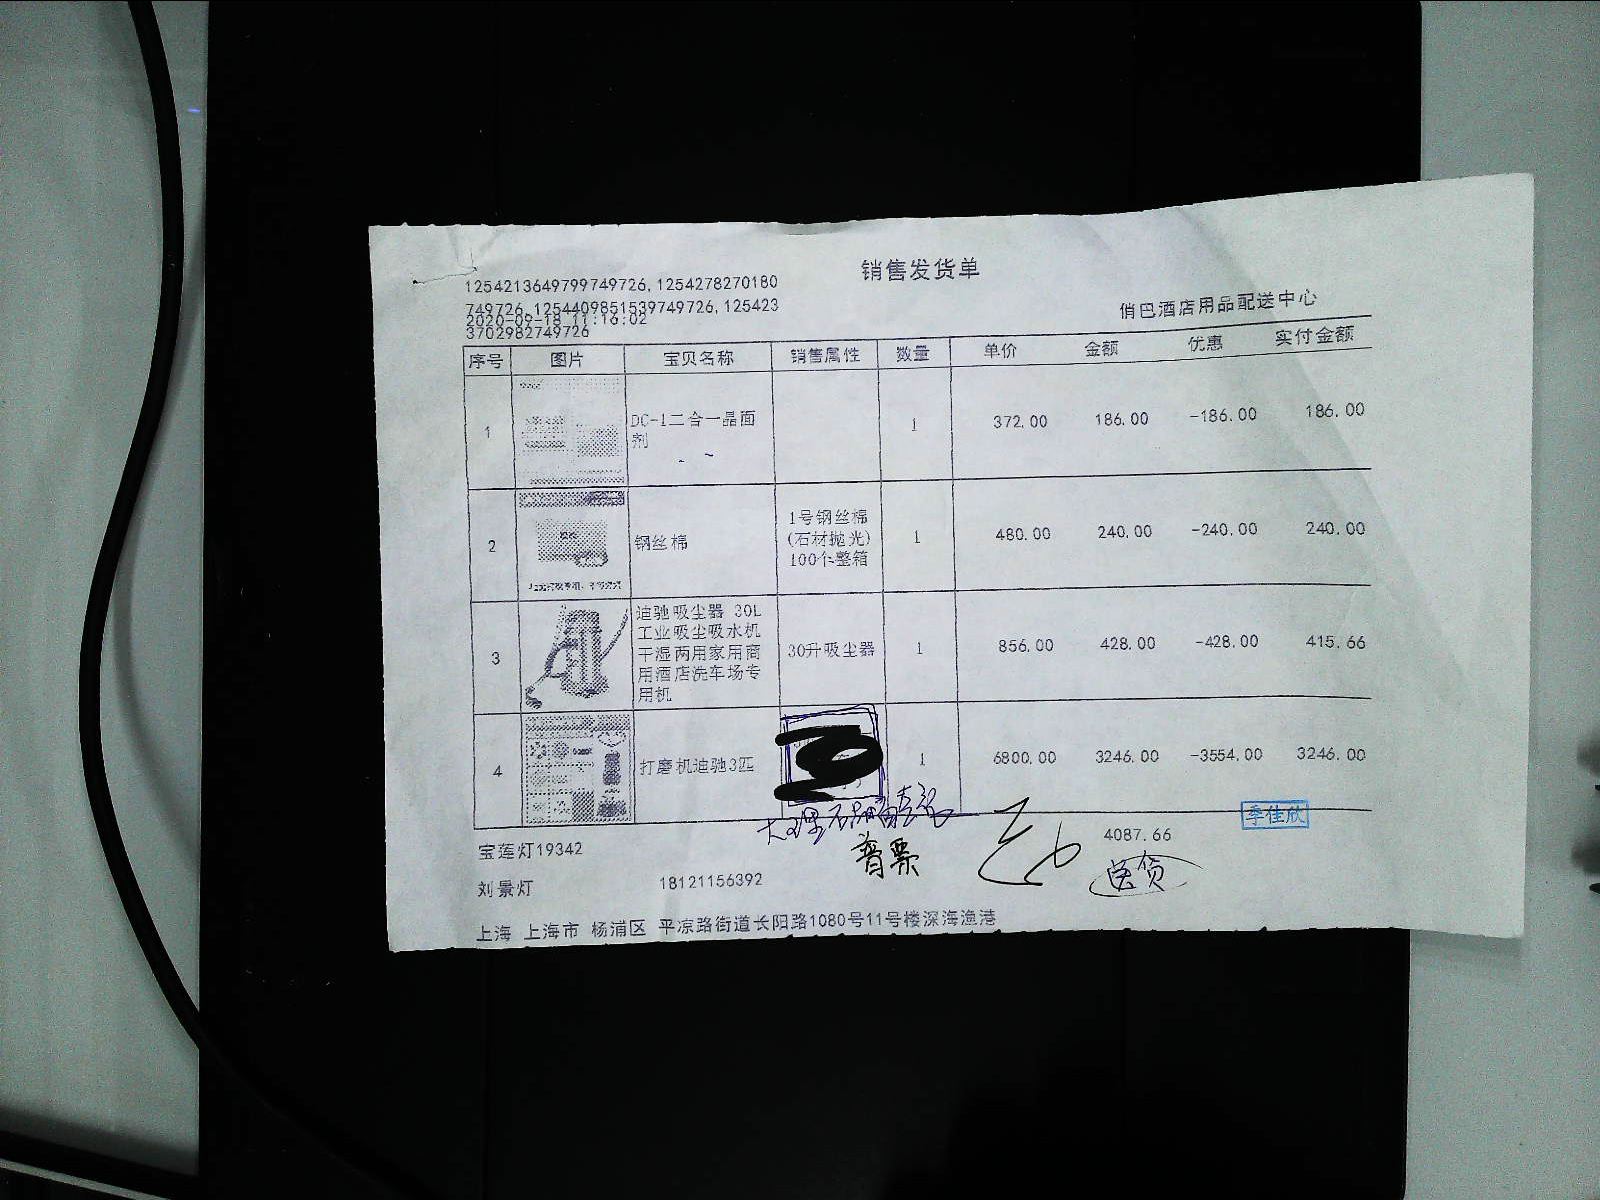 销售发货单
1254213649799749726,1254278270180
749726,1254409851539749726,125423
2020-09-18 11:16:02
3702982749726
俏巴酒店用品配送中心
序号 图片 宝贝名称 销售属性 数量 单价 金额 优惠 实付金额
1 DC-1二合一晶面 1 372.00 186.00 -186.00 186.00
剂
2 钢丝棉 1号钢丝棉 1 480.00 240.00 -240.00 240.00
(石材抛光)
100个整箱
3 迪驰吸尘器 30L 30升吸尘器 1 856.00 428.00 -428.00 415.66
工业吸尘吸水机
干湿两用家用商
用酒店洗车场专
用机
4 打磨机迪驰3匹 1 6800.00 3246.00 -3554.00 3246.00
普票
季佳欣
4087.66
送货
宝莲灯19342
刘景灯 18121156392
上海 上海市 杨浦区 平凉路街道长阳路1080号11号楼深海渔港